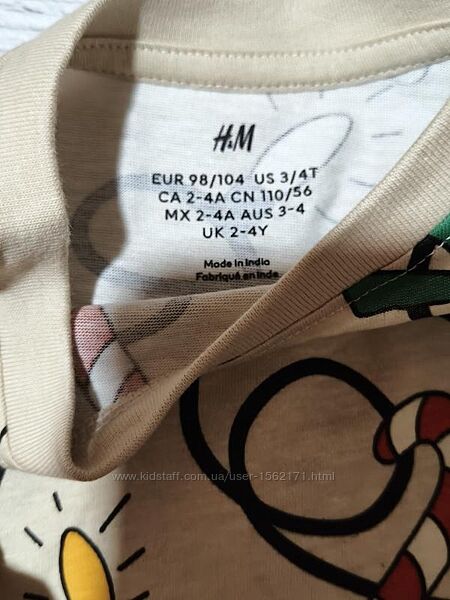 H&M
EUR 98/104 US 3/4T
CA 2-4A CN 110/56
MX 2-4A AUS 3-4
UK 2-4Y
Made in India
Fabriqué en Inde
www.kidstaff.com.ua/user-1562171.html